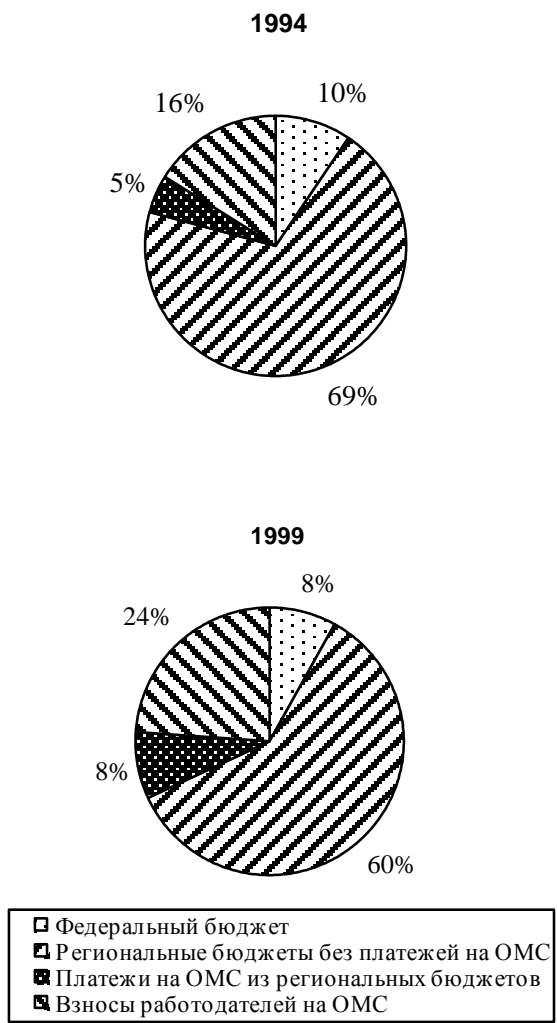 1994
16% 10%
5%
69%
1999
8%
24%
8%
60%
Федеральный бюджет
Региональные бюджеты без платежей на ОМС
Платежи на ОМС из региональных бюджетов
Взносы работодателей на ОМС